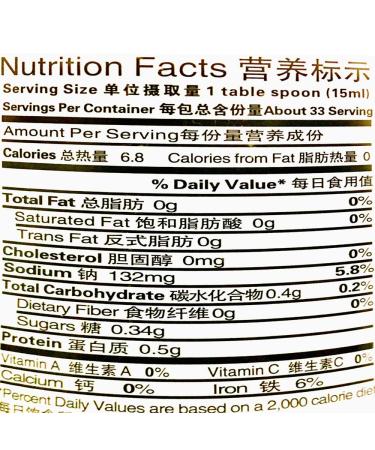 Nutrition Facts 营养标示
Serving Size 单位摄取量 1 table spoon (15ml)
Servings Per Container 每包总含份量 About 33 Serving
Amount Per Serving 每份量营养成份
Calories 总热量 6.8 Calories from Fat 脂肪热量 0
% Daily Value* 每日食用值
Total Fat 总脂肪 0g 0%
Saturated Fat 饱和脂肪酸 0g 0%
Trans Fat 反式脂肪 0g
Cholesterol 胆固醇 0mg 0%
Sodium 钠 132mg 5.8%
Total Carbohydrate 碳水化合物 0.4g 0.2%
Dietary Fiber 食物纤维 0g 0%
Sugars 糖 0.34g
Protein 蛋白质 0.5g
Vitamin A 维生素A 0% Vitamin C 维生素C 0%
Calcium 钙 0% Iron 铁 6%
*Percent Daily Values are based on a 2,000 calorie diet